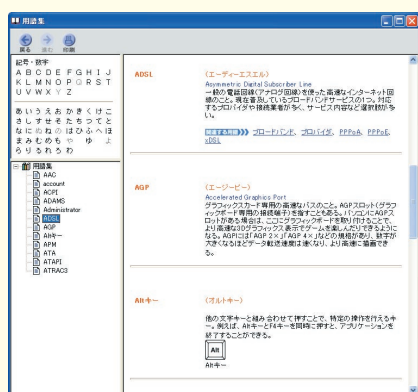 用語集
戻る 進む 印刷
記号・数字
A B C D E F G H I J
K L M N O P Q R S T
U V W X Y Z
あ い う え お か き く け こ
さ し す せ そ た ち つ て と
な に ぬ ね の は ひ ふ へ ほ
ま み む め も や ゆ よ
ら り る れ ろ わ
用語集
AAC
account
ACPI
ADAMS
Administrator
ADSL
AGP
Altキー
APM
ATA
ATAPI
ATRAC3
ADSL
(エーディーエスエル)
Asymmetric Digital Subscriber Line
一般の電話回線(アナログ回線)を使った高速なインターネット回
線のこと。現在普及しているブロードバンドサービスの1つ。対応
するプロバイダや接続業者が多く、サービス内容など選択肢が多
い。
関連する用語 ブロードバンド、プロバイダ、PPPoA、PPPoE、
xDSL
AGP
(エージーピー)
Accelerated Graphics Port
グラフィックスカード専用の高速なバスのこと。AGPスロット(グラフ
ィックボード専用の接続端子)を指すこともある。パソコンにAGPス
ロットがある場合は、ここにグラフィックボードを取り付けることで、
より高速な3Dグラフィックス表示でゲームを楽しんだりできるように
なる。AGPには「AGP 2×」「AGP 4×」などの規格があり、数字が
大きくなるほどデータ転送速度は速くなり、より高速に描画でき
る。
Altキー
(オルトキー)
他の文字キーと組み合わせて押すことで、特定の操作を行えるキ
ー。例えば、AltキーとF4キーを同時に押すと、アプリケーションを
終了することができる。
Alt
Altキー